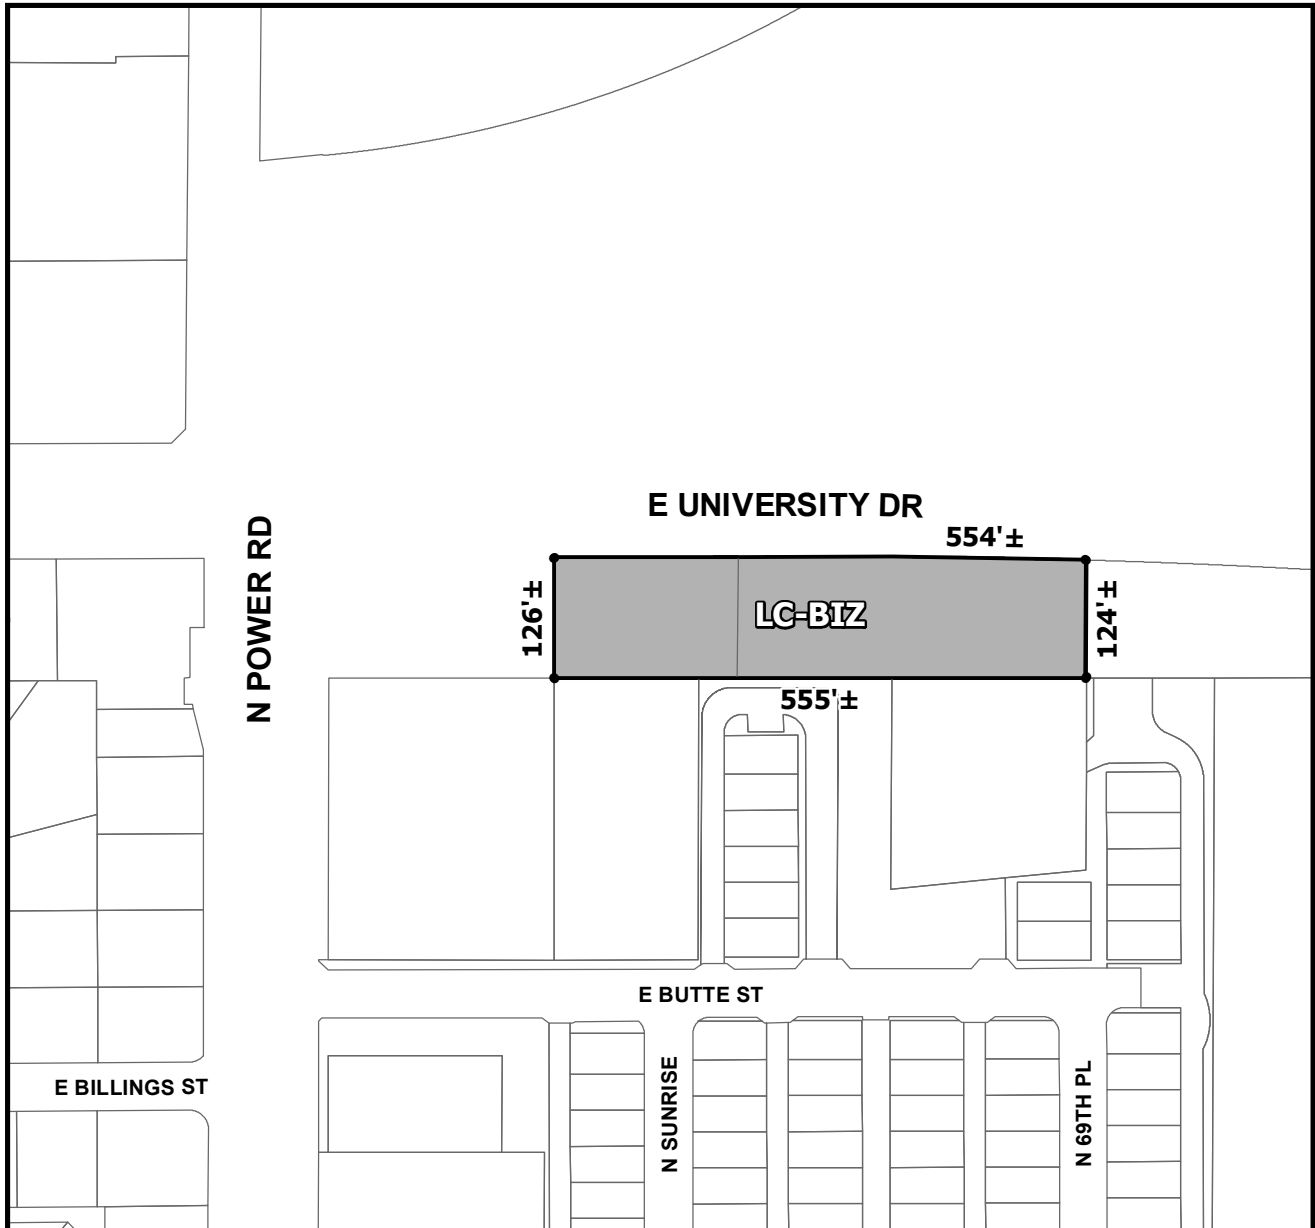 E UNIVERSITY DR
554'±
N POWER RD
126'±
LC-BIZ
124'±
555'±
E BUTTE ST
E BILLINGS ST
N SUNRISE
N 69TH PL